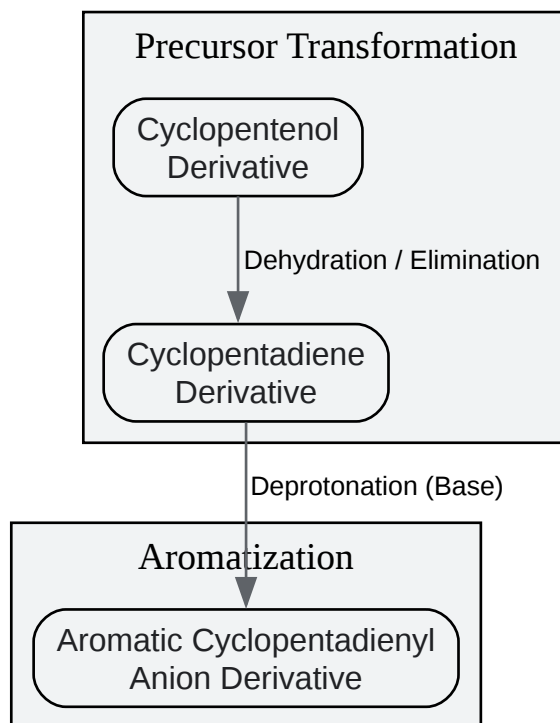 Precursor Transformation
Cyclopentenol
Derivative
Dehydration / Elimination
Cyclopentadiene
Derivative
Deprotonation (Base)
Aromatization
Aromatic Cyclopentadienyl
Anion Derivative